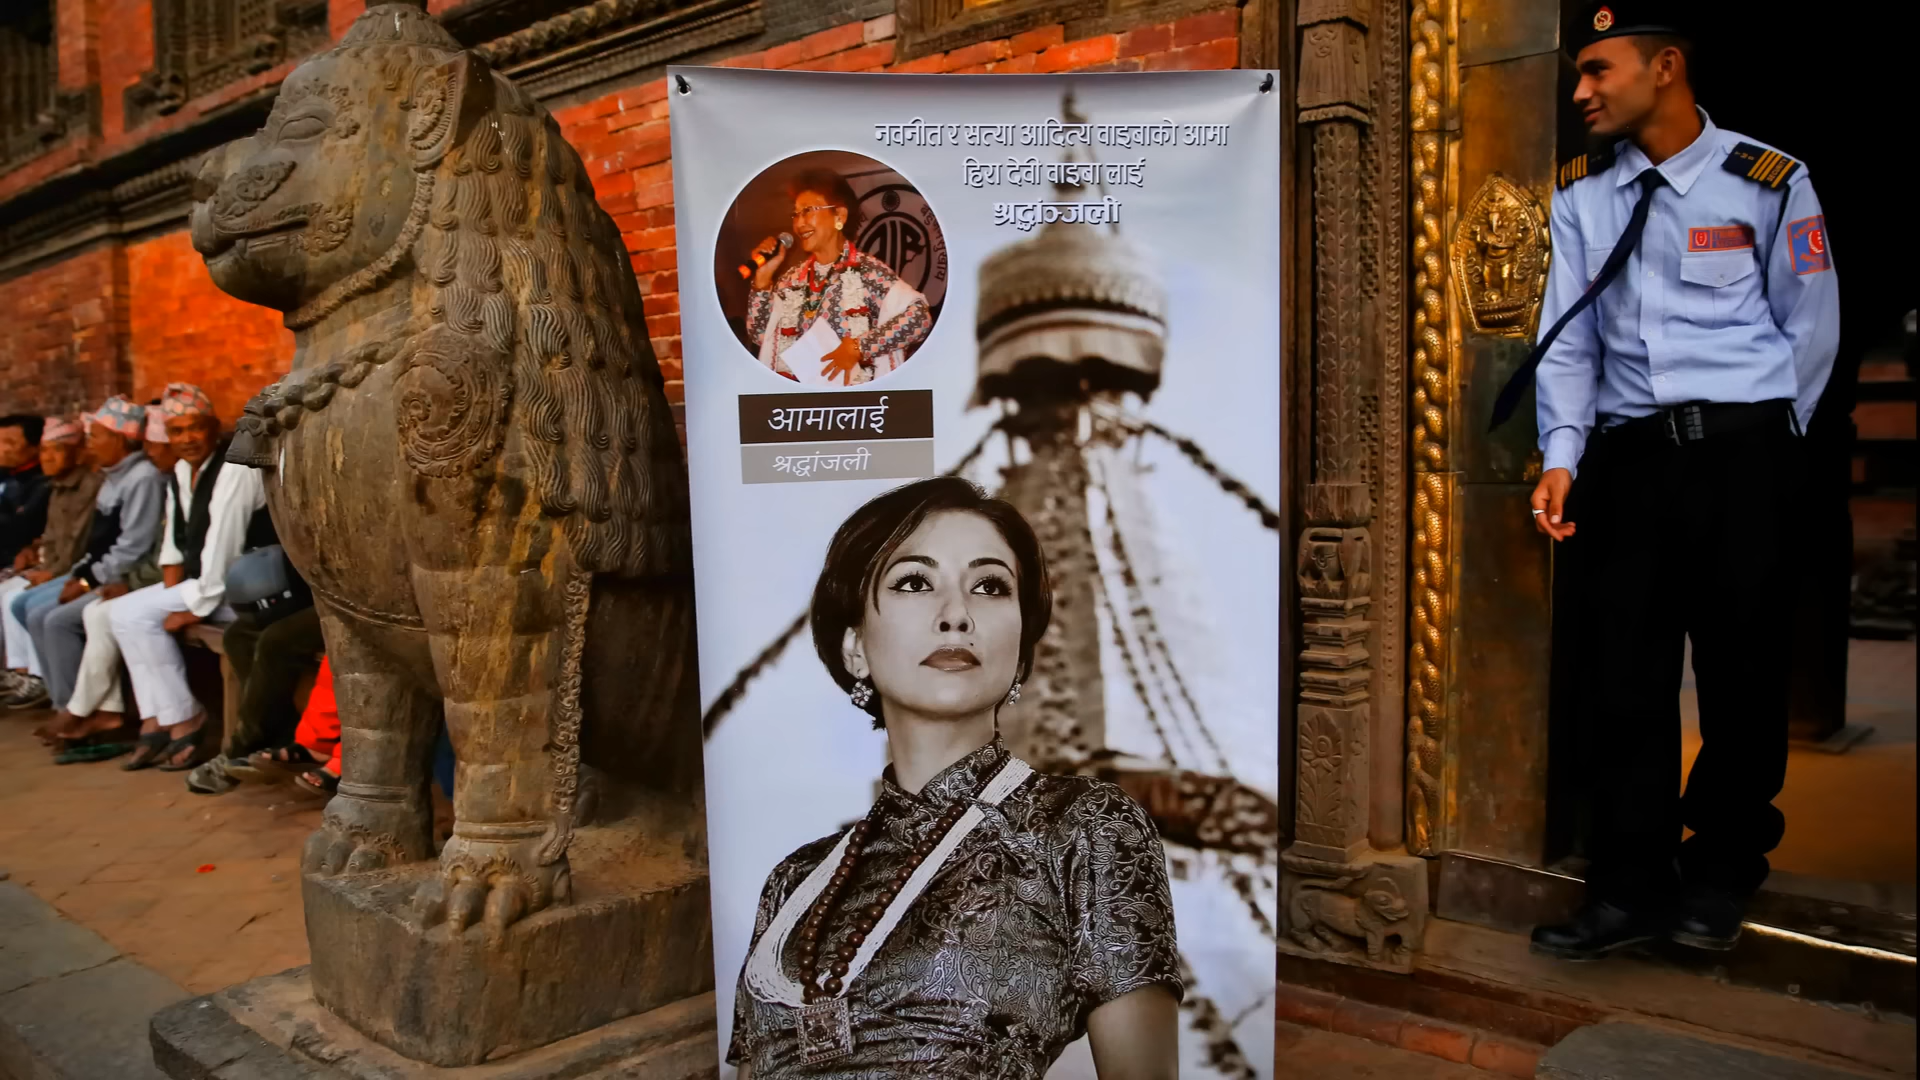 नवनीत र सत्या आदित्य वाइबाको आमा
हिरा देवी वाइबा लाई
श्रद्धाञ्जली
आमालाई
श्रद्धांजली